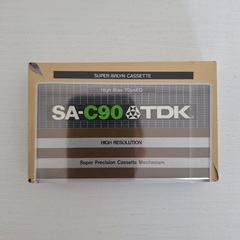 SUPER AVILYN CASSETTE
High Bias 70µsEQ
SA-C90 TDK
HIGH RESOLUTION
Super Precision Cassette Mechanism